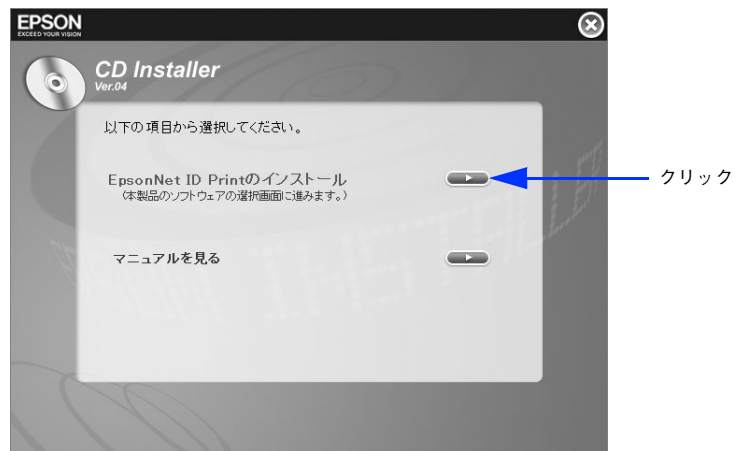 EPSON
EXCEED YOUR VISION
CD Installer
Ver.04
以下の項目から選択してください。
EpsonNet ID Printのインストール
(本製品のソフトウェアの選択画面に進みます。)
クリック
マニュアルを見る